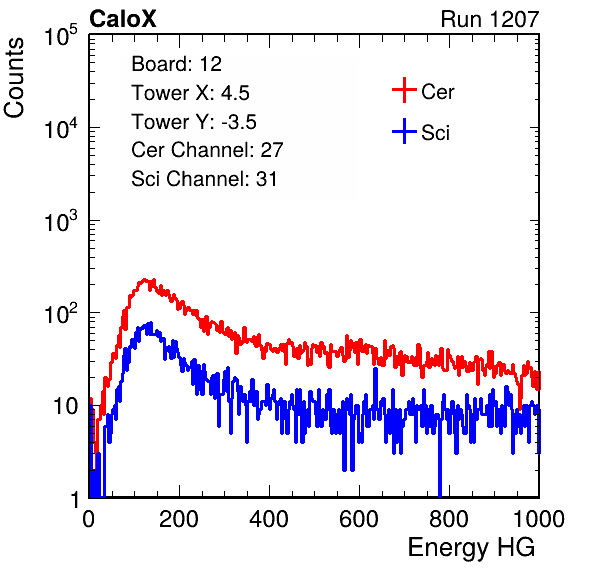 CaloX Run 1207
Counts
10^5
10^4
10^3
10^2
10
1
Board: 12
Tower X: 4.5
Tower Y: -3.5
Cer Channel: 27
Sci Channel: 31
Cer
Sci
0 200 400 600 800 1000
Energy HG